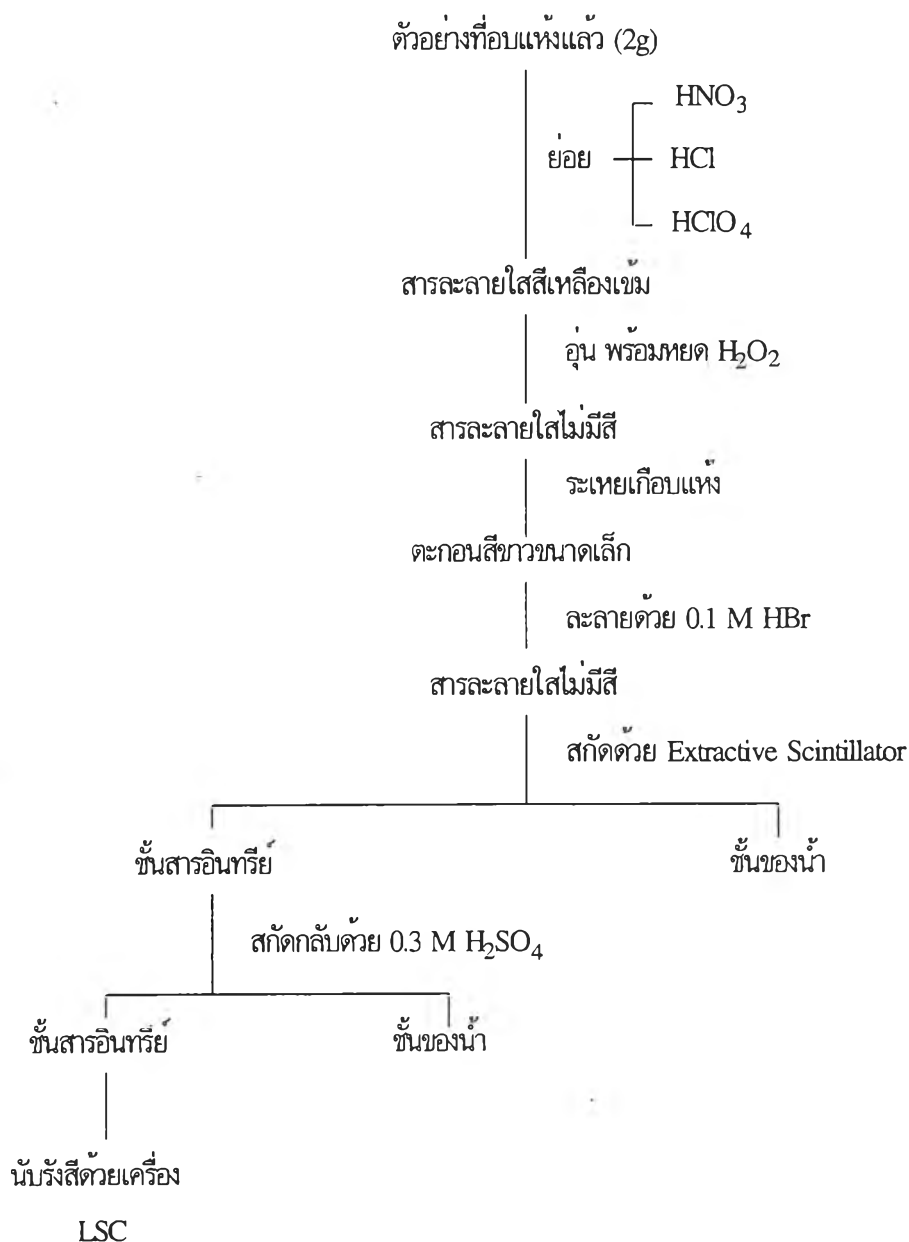 ตัวอย่างที่อบแห้งแล้ว (2g)
HNO3
ย่อย
HCl
HClO4
สารละลายใสสีเหลืองเข้ม
อุ่น พร้อมหยด H2O2
สารละลายใสไม่มีสี
ระเหยเกือบแห้ง
ตะกอนสีขาวขนาดเล็ก
ละลายด้วย 0.1 M HBr
สารละลายใสไม่มีสี
สกัดด้วย Extractive Scintillator
ชั้นสารอินทรีย์
ชั้นของน้ำ
สกัดกลับด้วย 0.3 M H2SO4
ชั้นสารอินทรีย์
ชั้นของน้ำ
นับรังสีด้วยเครื่อง
LSC